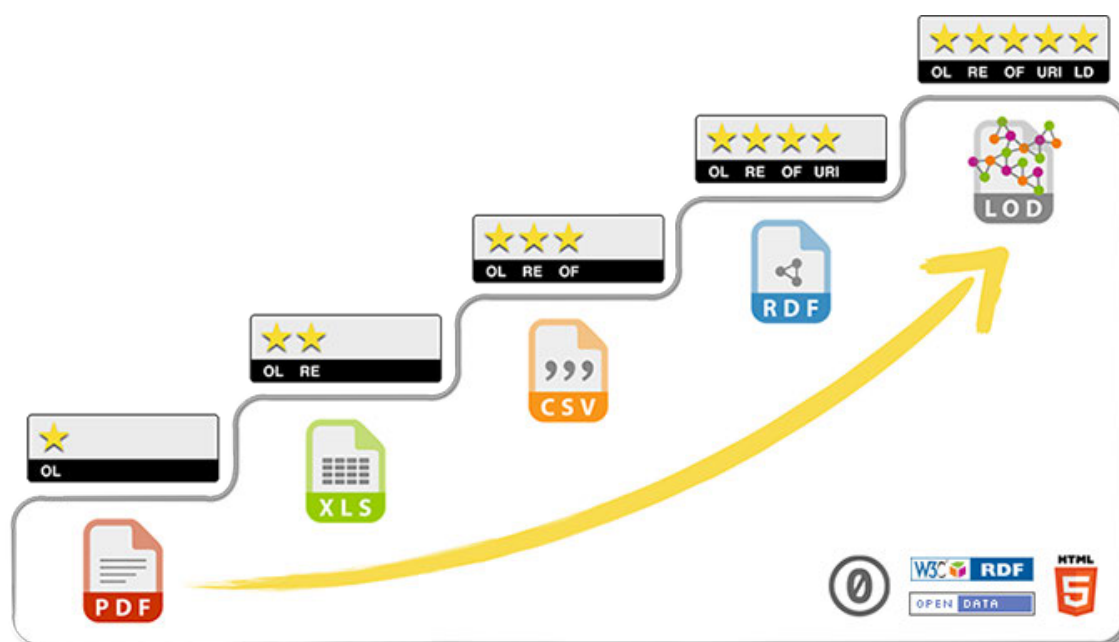 OL RE OF URI LD
OL RE OF URI
LOD
OL RE OF
RDF
OL RE
CSV
OL
XLS
PDF
W3C RDF
HTML
5
OPEN DATA
0